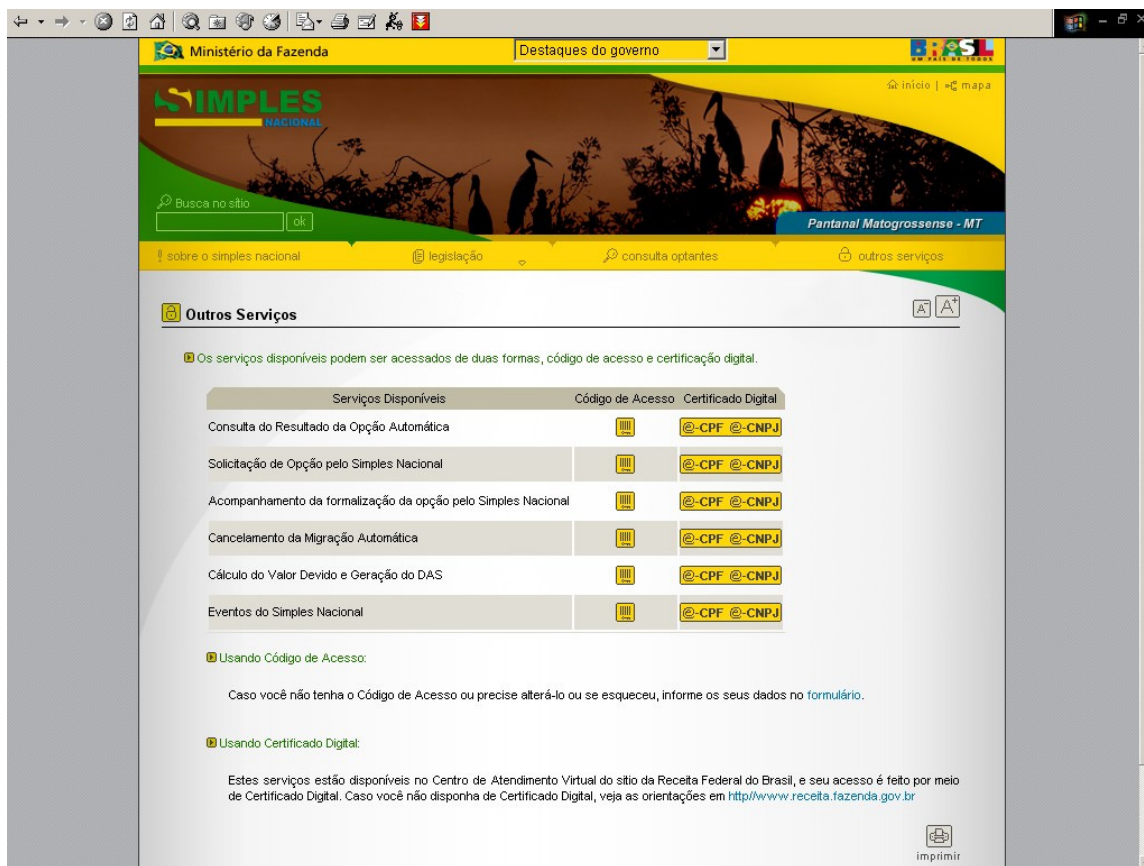 Ministério da Fazenda
Destaques do governo
BRASIL
UM PAÍS DE TODOS
início | mapa
SIMPLES
NACIONAL
Busca no sítio
ok
Pantanal Matogrossense - MT
sobre o simples nacional
legislação
consulta optantes
outros serviços
Outros Serviços
A- A+
Os serviços disponíveis podem ser acessados de duas formas, código de acesso e certificação digital.
Serviços Disponíveis Código de Acesso Certificado Digital
Consulta do Resultado da Opção Automática @-CPF @-CNPJ
Solicitação de Opção pelo Simples Nacional @-CPF @-CNPJ
Acompanhamento da formalização da opção pelo Simples Nacional @-CPF @-CNPJ
Cancelamento da Migração Automática @-CPF @-CNPJ
Cálculo do Valor Devido e Geração do DAS @-CPF @-CNPJ
Eventos do Simples Nacional @-CPF @-CNPJ
Usando Código de Acesso:
Caso você não tenha o Código de Acesso ou precise alterá-lo ou se esqueceu, informe os seus dados no formulário.
Usando Certificado Digital:
Estes serviços estão disponíveis no Centro de Atendimento Virtual do sitio da Receita Federal do Brasil, e seu acesso é feito por meio
de Certificado Digital. Caso você não disponha de Certificado Digital, veja as orientações em http//www.receita.fazenda.gov.br
imprimir